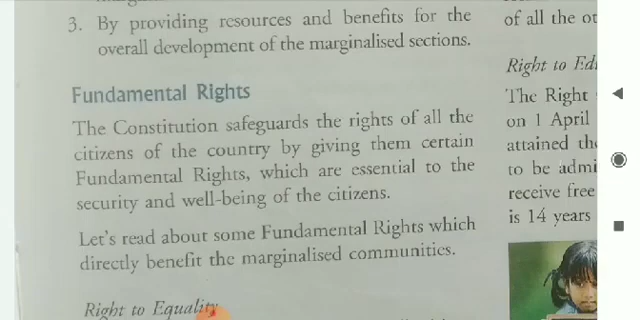 3. By providing resources and benefits for the
overall development of the marginalised sections.
Fundamental Rights
The Constitution safeguards the rights of all the
citizens of the country by giving them certain
Fundamental Rights, which are essential to the
security and well-being of the citizens.
Let's read about some Fundamental Rights which
directly benefit the marginalised communities.
Right to Equality
of all the ot
Right to Ed
The Right
on 1 April
attained the
to be admi
receive free
is 14 years